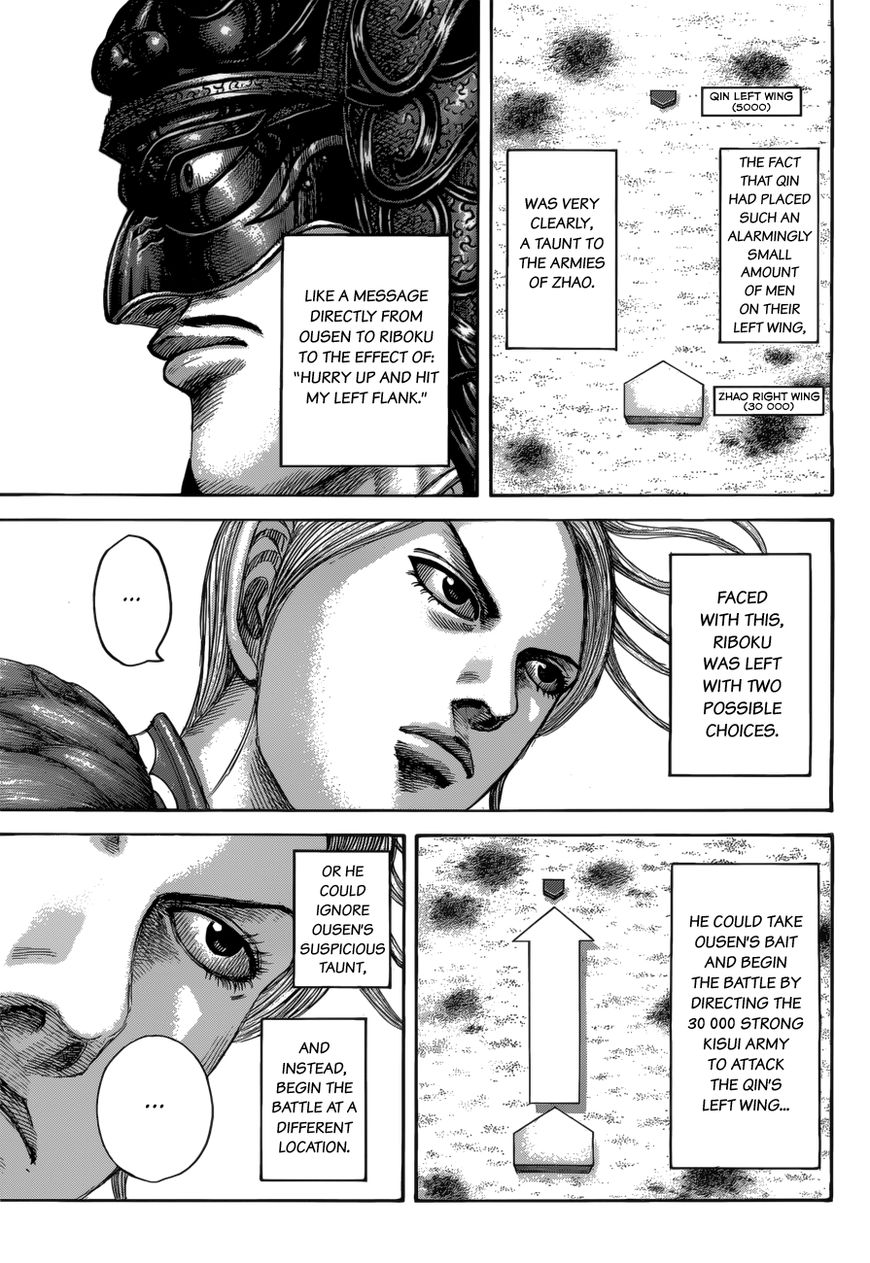 QIN LEFT WING
(5000)
THE FACT
THAT QIN
HAD PLACED
SUCH AN
ALARMINGLY
SMALL
AMOUNT
OF MEN
ON THEIR
LEFT WING,
WAS VERY
CLEARLY,
A TAUNT TO
THE ARMIES
OF ZHAO.
ZHAO RIGHT WING
(30 000)
LIKE A MESSAGE
DIRECTLY FROM
OUSEN TO RIBOKU
TO THE EFFECT OF:
"HURRY UP AND HIT
MY LEFT FLANK."
FACED
WITH THIS,
RIBOKU
WAS LEFT
WITH TWO
POSSIBLE
CHOICES.
...
HE COULD TAKE
OUSEN'S BAIT
AND BEGIN
THE BATTLE BY
DIRECTING THE
30 000 STRONG
KISUI ARMY
TO ATTACK
THE QIN'S
LEFT WING...
OR HE
COULD
IGNORE
OUSEN'S
SUSPICIOUS
TAUNT,
AND
INSTEAD,
BEGIN THE
BATTLE AT A
DIFFERENT
LOCATION.
...